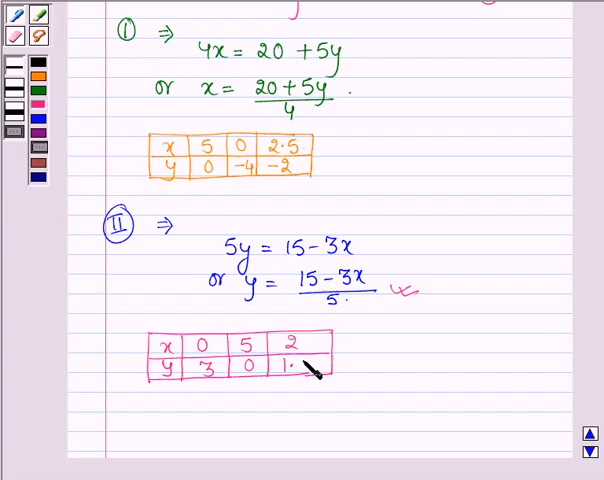 I ⇒
4x = 20 + 5y
or x = 20 + 5y / 4 .
x 5 0 2.5
y 0 -4 -2
II ⇒
5y = 15 - 3x
or y = 15 - 3x / 5.
x 0 5 2
y 3 0 1.